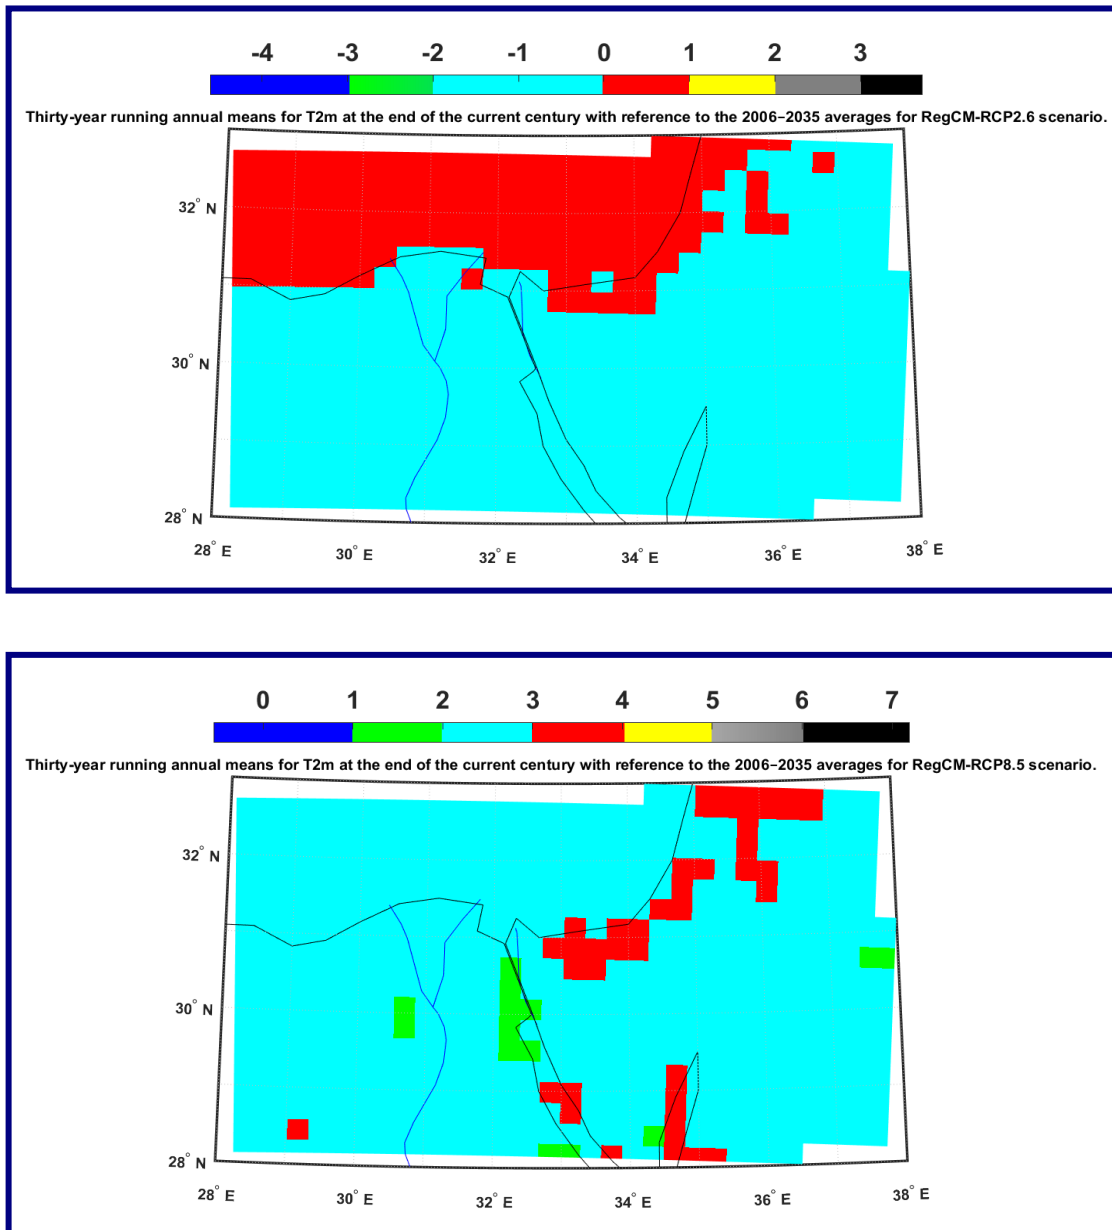 -4 -3 -2 -1 0 1 2 3
Thirty-year running annual means for T2m at the end of the current century with reference to the 2006–2035 averages for RegCM-RCP2.6 scenario.
32° N
30° N
28° N
28° E 30° E 32° E 34° E 36° E 38° E
0 1 2 3 4 5 6 7
Thirty-year running annual means for T2m at the end of the current century with reference to the 2006–2035 averages for RegCM-RCP8.5 scenario.
32° N
30° N
28° N
28° E 30° E 32° E 34° E 36° E 38° E